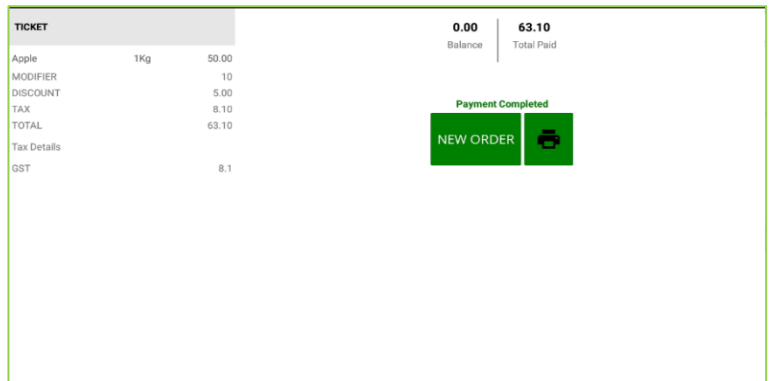 TICKET
Apple 1Kg 50.00
MODIFIER 10
DISCOUNT 5.00
TAX 8.10
TOTAL 63.10
Tax Details
GST 8.1
0.00 63.10
Balance Total Paid
Payment Completed
NEW ORDER